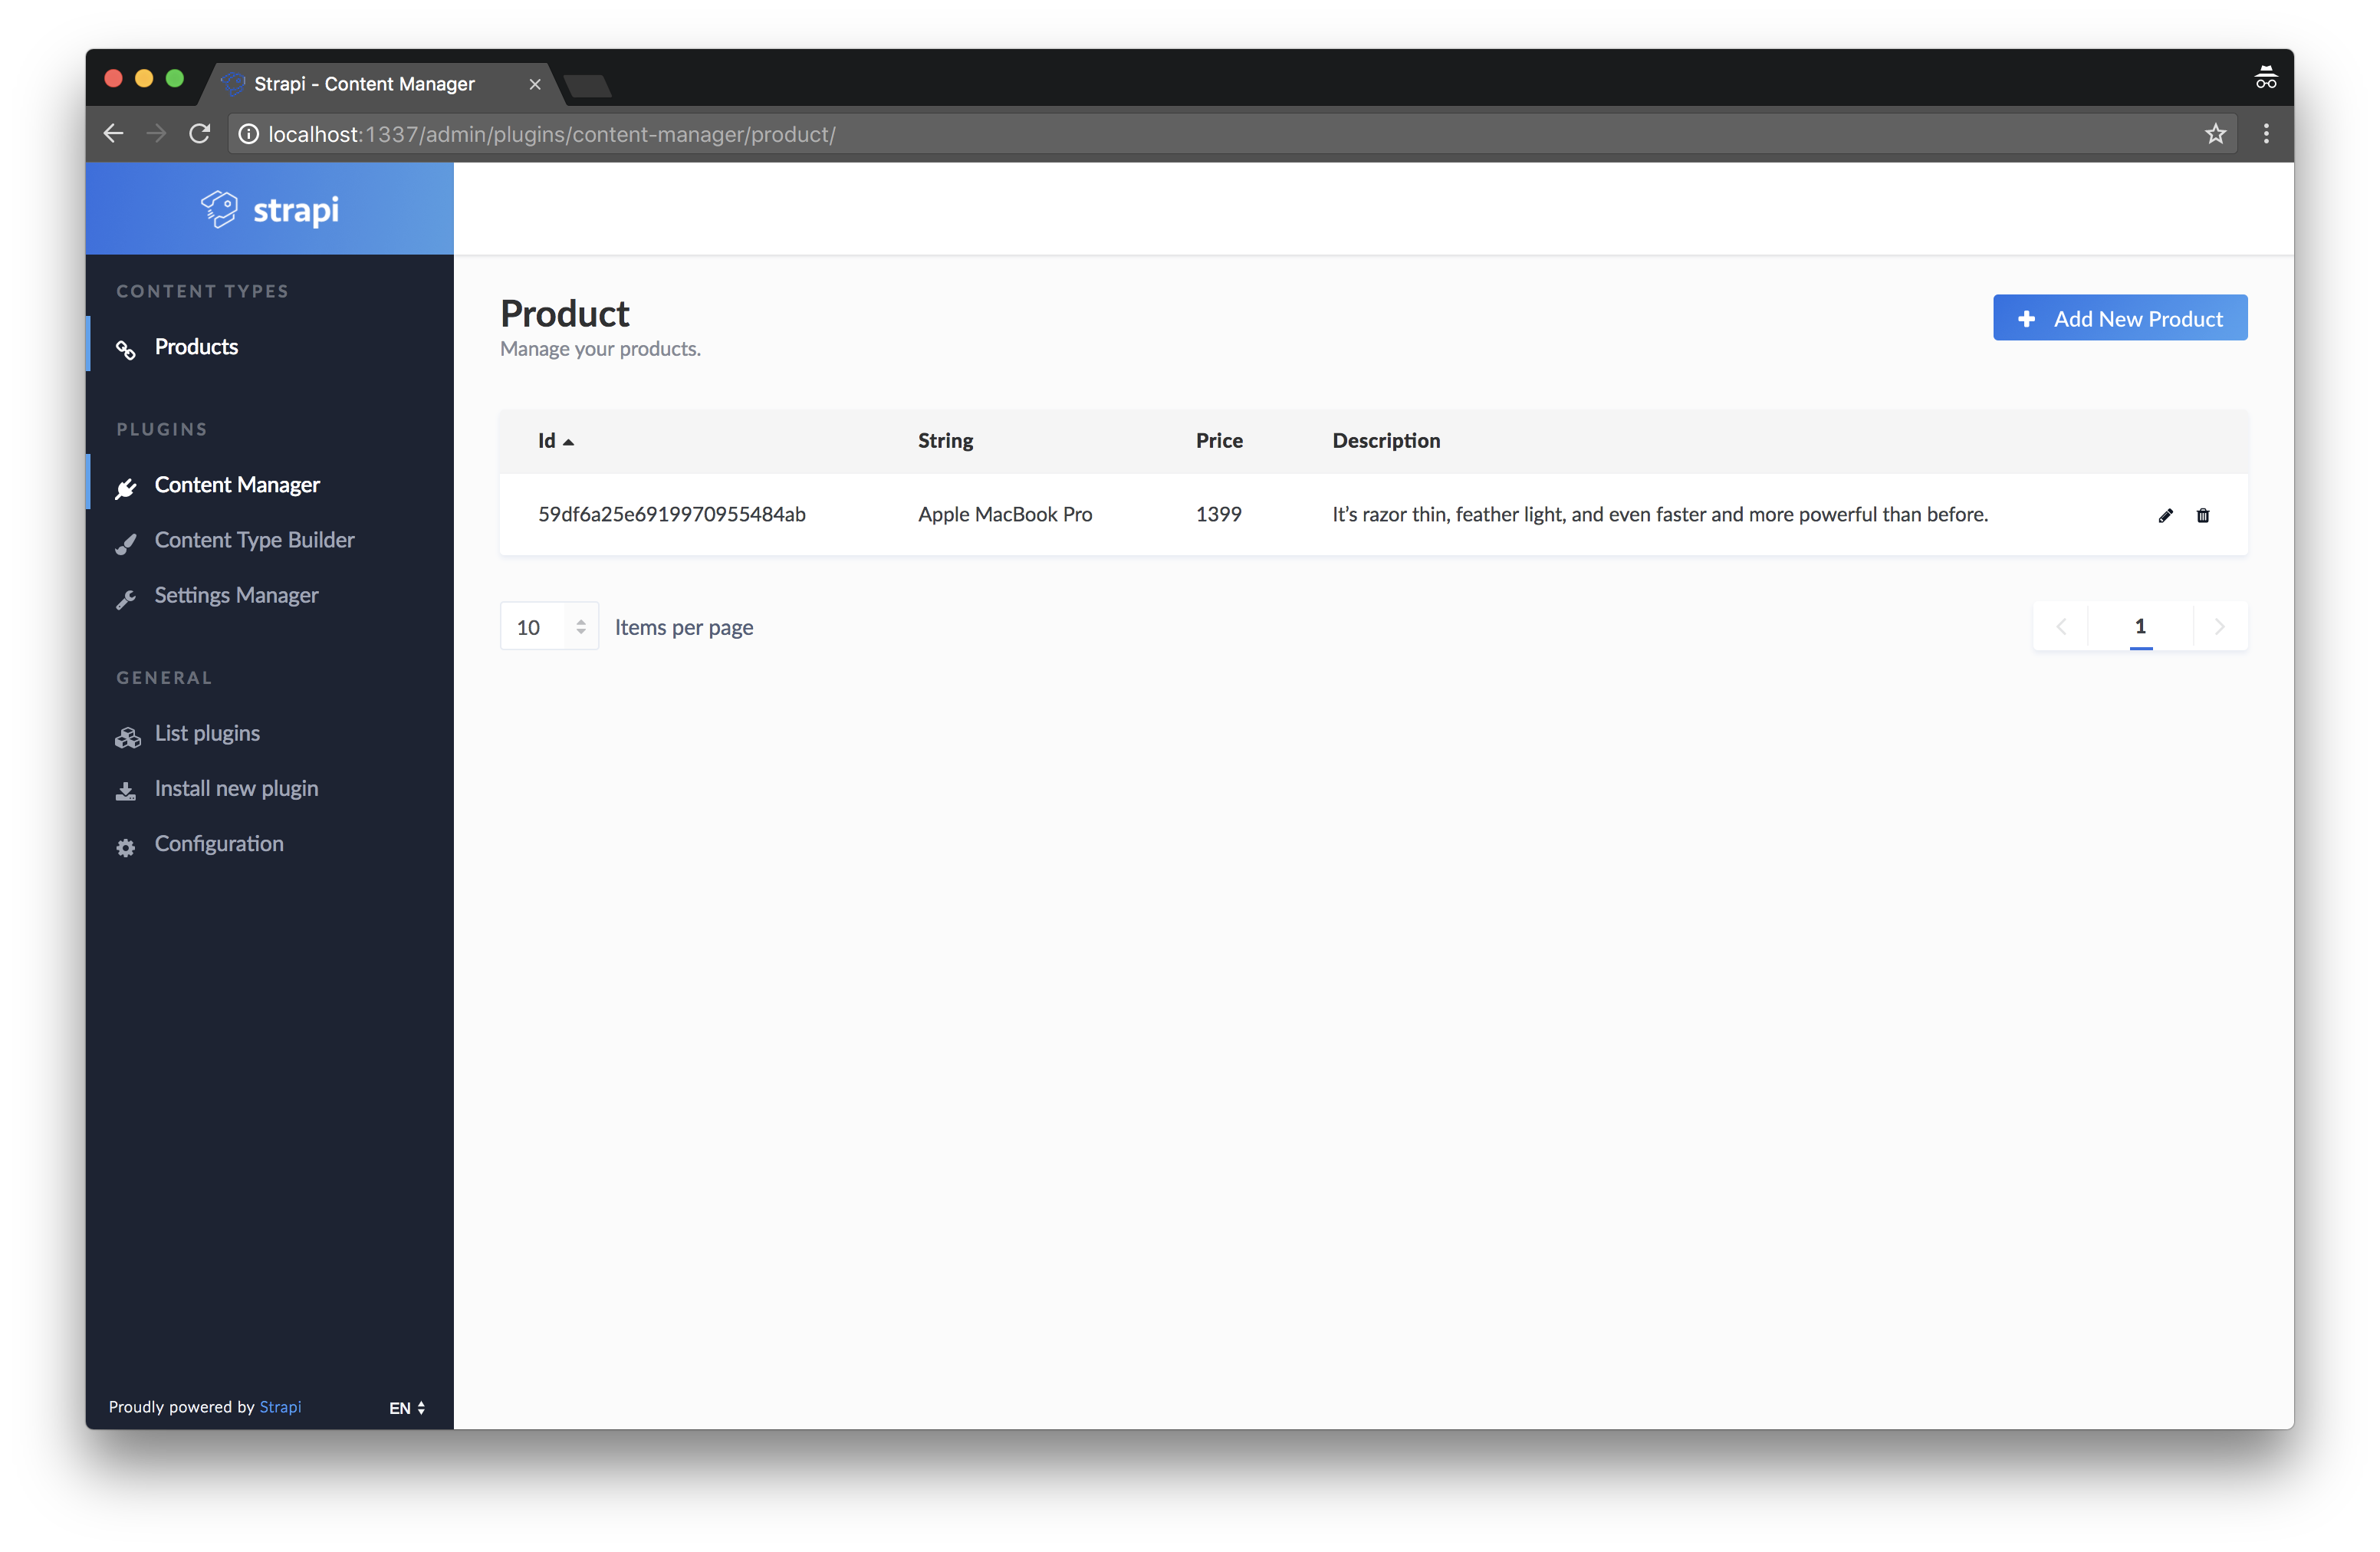 Strapi - Content Manager
localhost:1337/admin/plugins/content-manager/product/
strapi
CONTENT TYPES
Products
PLUGINS
Content Manager
Content Type Builder
Settings Manager
GENERAL
List plugins
Install new plugin
Configuration
Proudly powered by Strapi
EN
Product
Manage your products.
Add New Product
Id String Price Description
59df6a25e6919970955484ab Apple MacBook Pro 1399 It’s razor thin, feather light, and even faster and more powerful than before.
10 Items per page
1